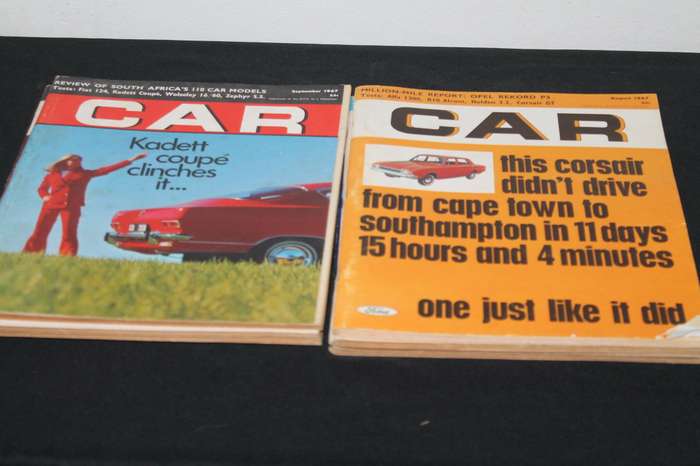 REVIEW OF SOUTH AFRICA'S 118 CAR MODELS
Tests: Fiat 124, Kadett Coupé, Wolseley 16/60, Zephyr S.S.
September 1967
CAR
Kadett
coupé
clinches
it...
MILLION-MILE REPORT: OPEL REKORD P2
August 1967
CAR
this corsair
didn't drive
from cape town to
southampton in 11 days
15 hours and 4 minutes
one just like it did
Ford